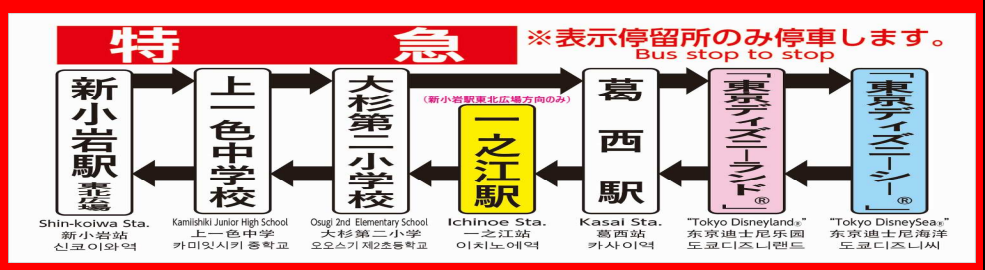 特急
※表示停留所のみ停車します。
Bus stop to stop
新小岩駅東北広場
上一色中学校
大杉第二小学校
(新小岩駅東北広場方向のみ)
一之江駅
葛西駅
「東京ディズニーランド」®
「東京ディズニーシー」®
Shin-koiwa Sta.
新小岩站
신코이와역
Kamiishiki Junior High School
上一色中学
카미잇시키 중학교
Osugi 2nd Elementary School
大杉第二小学
오오스기 제2초등학교
Ichinoe Sta.
一之江站
이치노에역
Kasai Sta.
葛西站
카사이역
"Tokyo Disneyland®"
东京迪士尼乐园
도쿄디즈니랜드
"Tokyo DisneySea®"
东京迪士尼海洋
도쿄디즈니씨